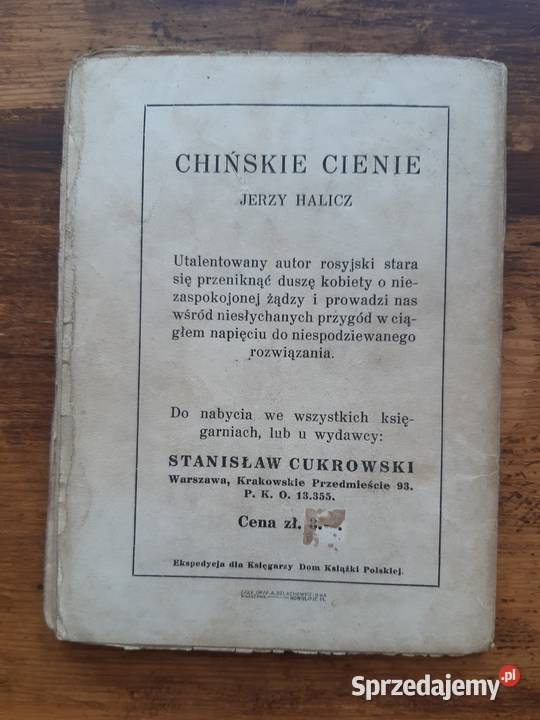 CHIŃSKIE CIENIE
JERZY HALICZ
Utalentowany autor rosyjski stara
się przeniknąć duszę kobiety o nie-
zaspokojonej żądzy i prowadzi nas
wśród niesłychanych przygód w cią-
głem napięciu do niespodziewanego
rozwiązania.
Do nabycia we wszystkich księ-
garniach, lub u wydawcy:
STANISŁAW CUKROWSKI
Warszawa, Krakowskie Przedmieście 93.
P. K. O. 13.355.
Cena zł.
Ekspedycja dla Księgarzy Dom Książki Polskiej.
WARSZAWA
Sprzedajemy.pl